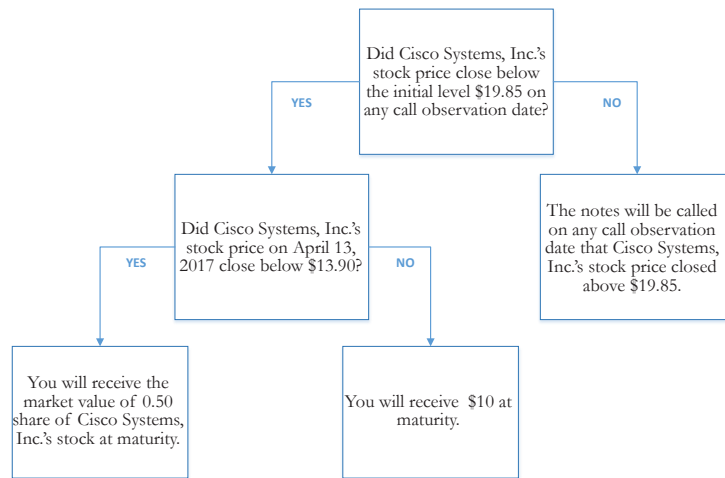 Did Cisco Systems, Inc.'s
stock price close below
the initial level $19.85 on
any call observation date?
YES
NO
Did Cisco Systems, Inc.'s
stock price on April 13,
2017 close below $13.90?
The notes will be called
on any call observation
date that Cisco Systems,
Inc.'s stock price closed
above $19.85.
YES
NO
You will receive the
market value of 0.50
share of Cisco Systems,
Inc.'s stock at maturity.
You will receive $10 at
maturity.